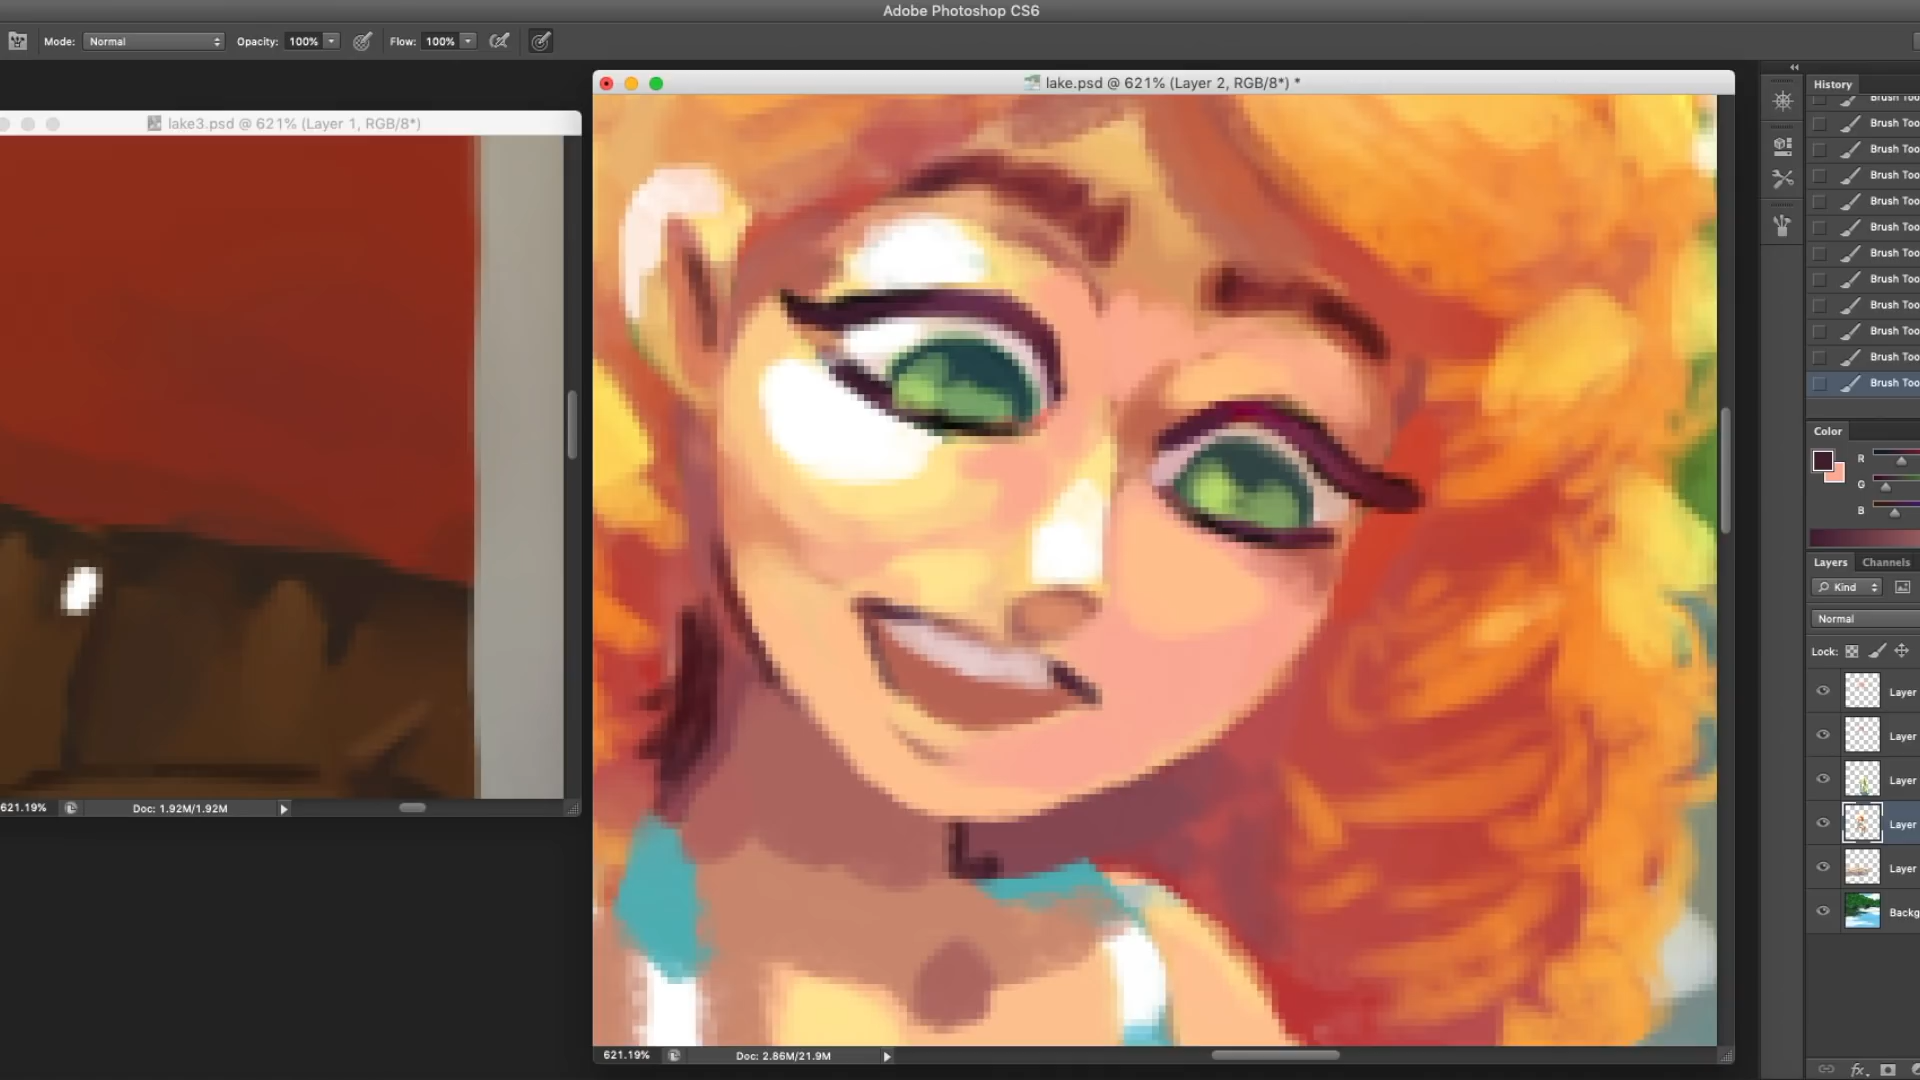 Adobe Photoshop CS6
Mode: Normal Opacity: 100% Flow: 100%
lake3.psd @ 621% (Layer 1, RGB/8*)
621.19% Doc: 1.92M/1.92M
lake.psd @ 621% (Layer 2, RGB/8*) *
621.19% Doc: 2.86M/21.9M
History
Brush Too
Brush Too
Brush Too
Brush Too
Brush Too
Brush Too
Brush Too
Brush Too
Brush Too
Brush Too
Brush Too
Brush Too
Color
R
G
B
Layers Channels
Kind
Normal
Lock:
Layer
Layer
Layer
Layer
Layer
Backg
fx